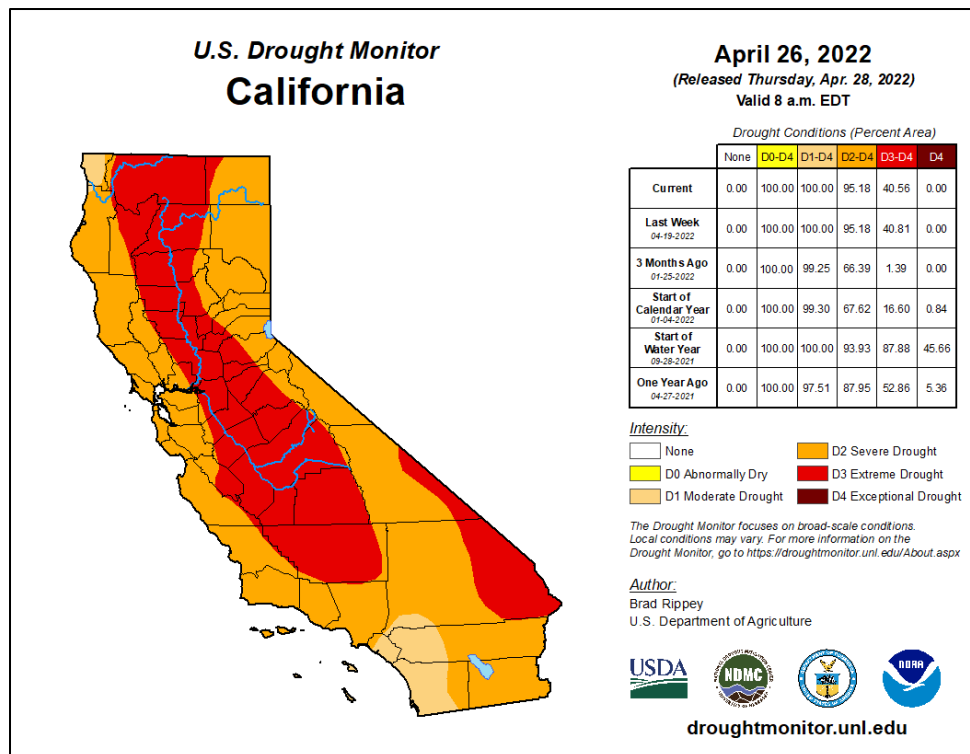 U.S. Drought Monitor
California
April 26, 2022
(Released Thursday, Apr. 28, 2022)
Valid 8 a.m. EDT
Drought Conditions (Percent Area)
None D0-D4 D1-D4 D2-D4 D3-D4 D4
Current 0.00 100.00 100.00 95.18 40.56 0.00
Last Week
04-19-2022 0.00 100.00 100.00 95.18 40.81 0.00
3 Months Ago
01-25-2022 0.00 100.00 99.25 66.39 1.39 0.00
Start of
Calendar Year
01-04-2022 0.00 100.00 99.30 67.62 16.60 0.84
Start of
Water Year
09-28-2021 0.00 100.00 100.00 93.93 87.88 45.66
One Year Ago
04-27-2021 0.00 100.00 97.51 87.95 52.86 5.36
Intensity:
None
D0 Abnormally Dry
D1 Moderate Drought
D2 Severe Drought
D3 Extreme Drought
D4 Exceptional Drought
The Drought Monitor focuses on broad-scale conditions.
Local conditions may vary. For more information on the
Drought Monitor, go to https://droughtmonitor.unl.edu/About.aspx
Author:
Brad Rippey
U.S. Department of Agriculture
USDA
NDMC
NOAA
droughtmonitor.unl.edu